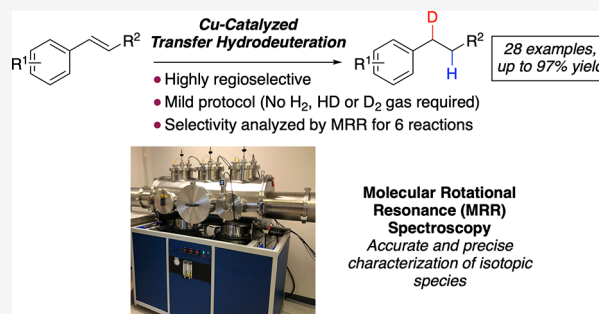 Cu-Catalyzed
Transfer Hydrodeuteration
R1
R2
D
R2
R1
H
28 examples,
up to 97% yield
• Highly regioselective
• Mild protocol (No H2, HD or D2 gas required)
• Selectivity analyzed by MRR for 6 reactions
Molecular Rotational
Resonance (MRR)
Spectroscopy
Accurate and precise
characterization of isotopic
species